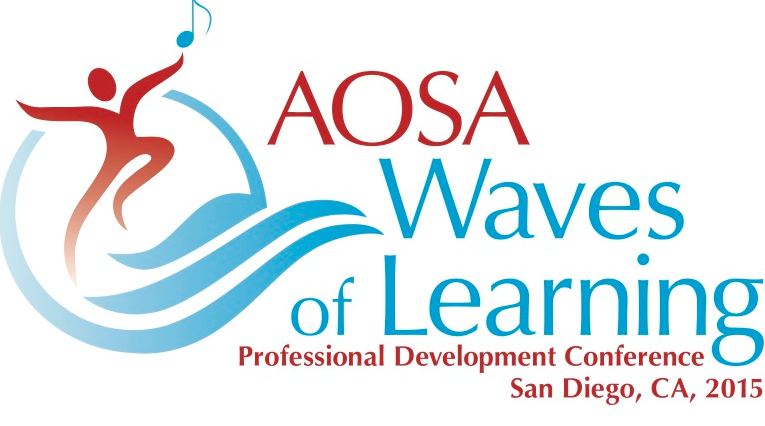 AOSA
Waves
of Learning
Professional Development Conference
San Diego, CA, 2015